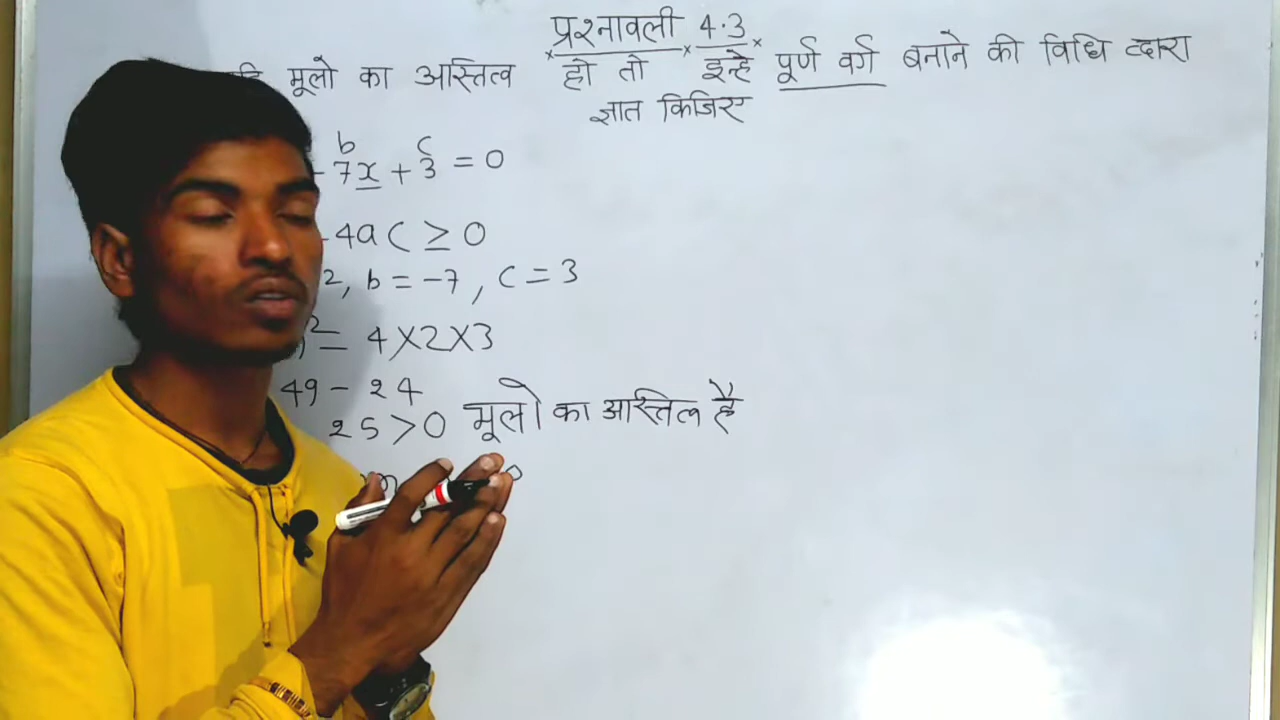 प्रश्नावली 4.3
मूलो का अस्तित्व हो तो इन्हे पूर्ण वर्ग बनाने की विधि द्वारा
ज्ञात किजिए
b c
7x + 3 = 0
- 4ac ≥ 0
2, b = -7, c = 3
2 = 4×2×3
49 - 24
25 > 0 मूलो का अस्तित्व है